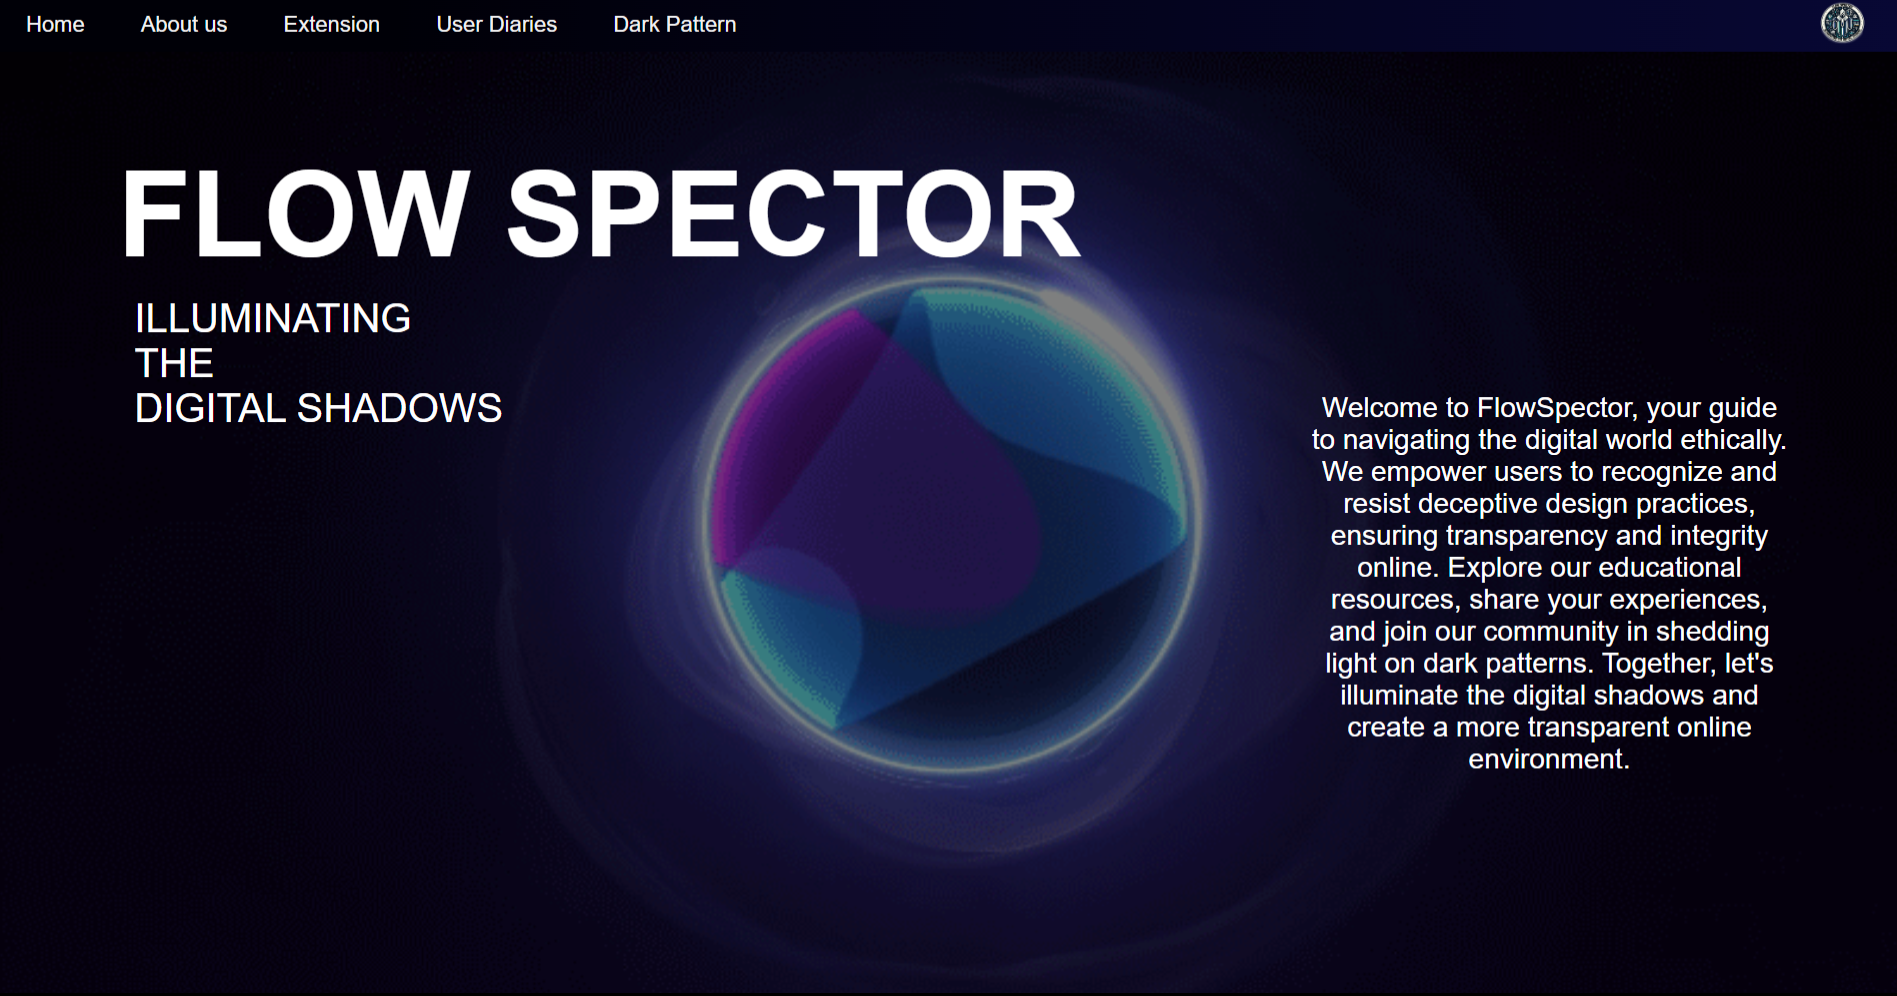 Home About us Extension User Diaries Dark Pattern
FLOW SPECTOR
ILLUMINATING
THE
DIGITAL SHADOWS
Welcome to FlowSpector, your guide
to navigating the digital world ethically.
We empower users to recognize and
resist deceptive design practices,
ensuring transparency and integrity
online. Explore our educational
resources, share your experiences,
and join our community in shedding
light on dark patterns. Together, let's
illuminate the digital shadows and
create a more transparent online
environment.